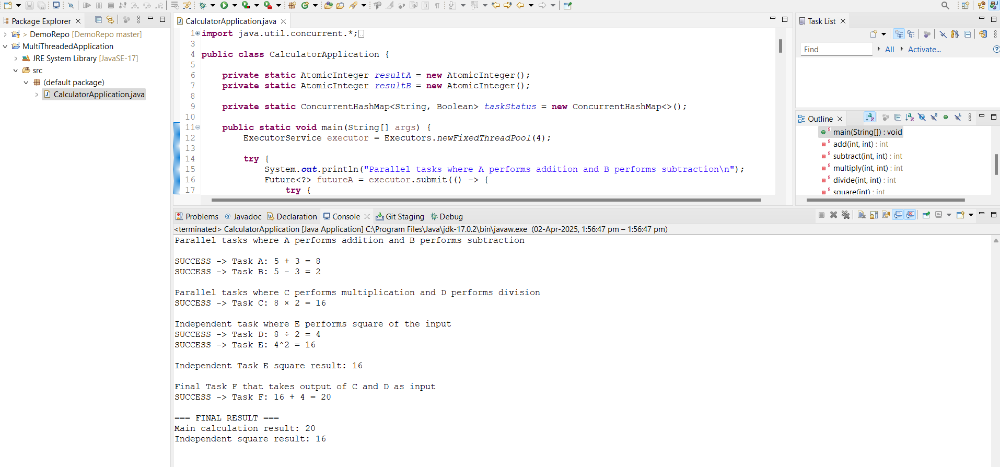 Package Explorer
> DemoRepo [DemoRepo master]
MultiThreadedApplication
JRE System Library [JavaSE-17]
src
(default package)
CalculatorApplication.java
CalculatorApplication.java
1 import java.util.concurrent.*;
3
4 public class CalculatorApplication {
5
6 private static AtomicInteger resultA = new AtomicInteger();
7 private static AtomicInteger resultB = new AtomicInteger();
8
9 private static ConcurrentHashMap<String, Boolean> taskStatus = new ConcurrentHashMap<>();
10
11 public static void main(String[] args) {
12 ExecutorService executor = Executors.newFixedThreadPool(4);
13
14 try {
15 System.out.println("Parallel tasks where A performs addition and B performs subtraction\n");
16 Future<?> futureA = executor.submit(() -> {
17 try {
Task List
Find
All
Activate...
Outline
main(String[]) : void
add(int, int) : int
subtract(int, int) : int
multiply(int, int) : int
divide(int, int) : int
square(int) : int
Problems
Javadoc
Declaration
Console
Git Staging
Debug
<terminated> CalculatorApplication [Java Application] C:\Program Files\Java\jdk-17.0.2\bin\javaw.exe (02-Apr-2025, 1:56:47 pm – 1:56:47 pm)
Parallel tasks where A performs addition and B performs subtraction
SUCCESS -> Task A: 5 + 3 = 8
SUCCESS -> Task B: 5 - 3 = 2
Parallel tasks where C performs multiplication and D performs division
SUCCESS -> Task C: 8 × 2 = 16
Independent task where E performs square of the input
SUCCESS -> Task D: 8 ÷ 2 = 4
SUCCESS -> Task E: 4^2 = 16
Independent Task E square result: 16
Final Task F that takes output of C and D as input
SUCCESS -> Task F: 16 + 4 = 20
=== FINAL RESULT ===
Main calculation result: 20
Independent square result: 16